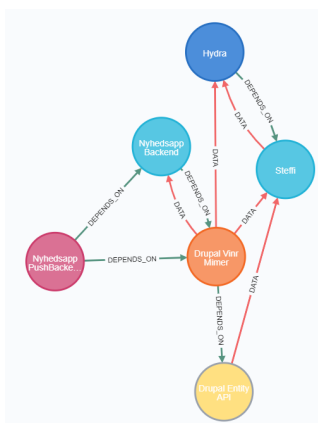 Hydra
DEPENDS_ON
DATA
Nyhedsapp
Backend
Steffi
DEPENDS_ON
DATA
DATA
DEPENDS_ON
DATA
Nyhedsapp
PushBacke...
DEPENDS_ON
Drupal Vinr
Mimer
DEPENDS_ON
DATA
Drupal Entity
API